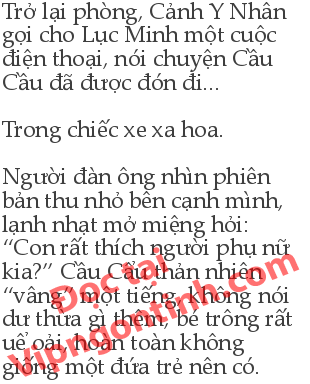 Trở lại phòng, Cảnh Y Nhân
gọi cho Lục Minh một cuộc
điện thoại, nói chuyện Cầu
Cầu đã được đón đi...

Trong chiếc xe xa hoa.

Người đàn ông nhìn phiên
bản thu nhỏ bên cạnh mình,
lạnh nhạt mở miệng hỏi:
“Con rất thích người phụ nữ
kia?” Cầu Cầu thản nhiên
“vâng” một tiếng, không nói
dư thừa gì thêm, bé trông rất
uể oải, hoàn toàn không
giống một đứa trẻ nên có.
Đọc tại
Vipngontinh.com